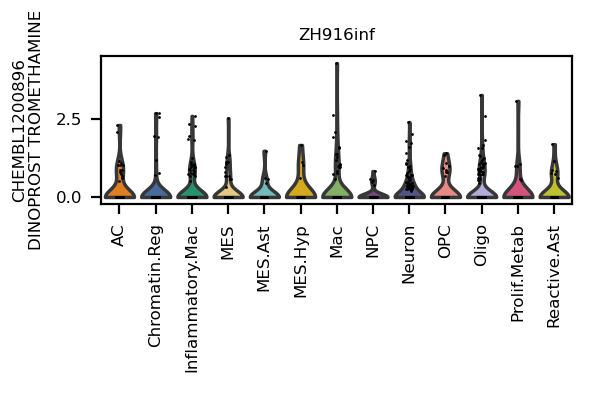 ZH916inf
CHEMBL1200896
DINOPROST TROMETHAMINE
2.5
0.0
AC
Chromatin.Reg
Inflammatory.Mac
MES
MES.Ast
MES.Hyp
Mac
NPC
Neuron
OPC
Oligo
Prolif.Metab
Reactive.Ast